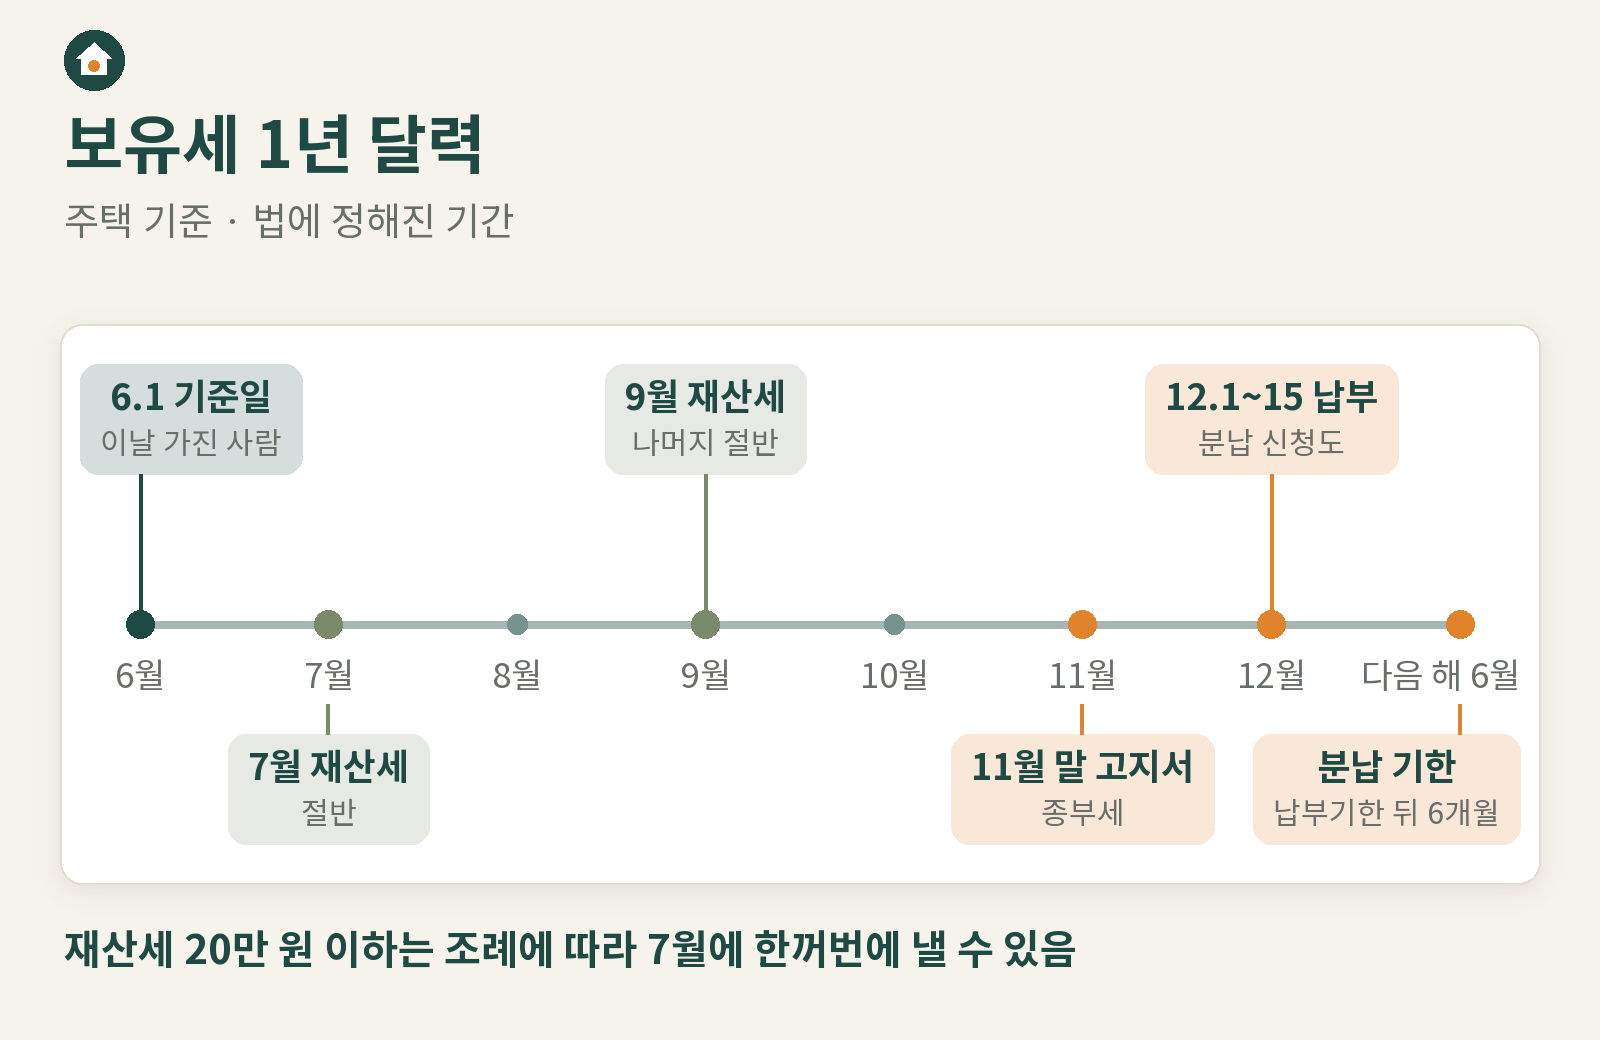 보유세 1년 달력
주택 기준 · 법에 정해진 기간
6.1 기준일
이날 가진 사람
9월 재산세
나머지 절반
12.1~15 납부
분납 신청도
6월
7월
8월
9월
10월
11월
12월
다음 해 6월
7월 재산세
절반
11월 말 고지서
종부세
분납 기한
납부기한 뒤 6개월
재산세 20만 원 이하는 조례에 따라 7월에 한꺼번에 낼 수 있음